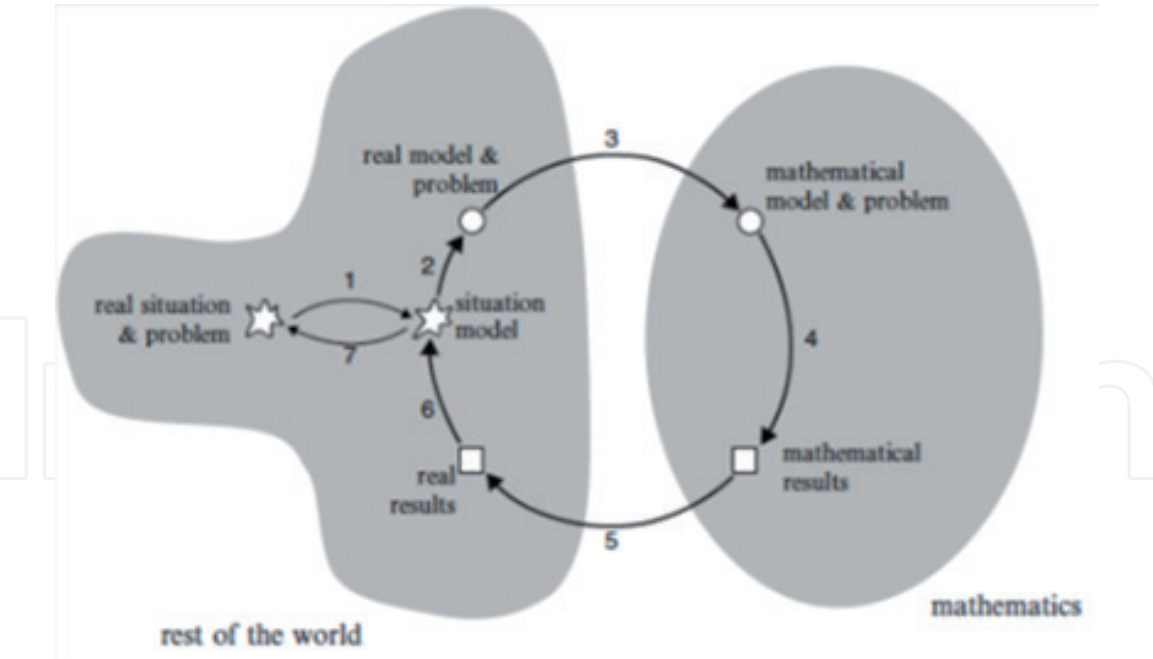 3
real model &
problem
mathematical
model & problem
2
1
real situation
& problem
situation
model
7
4
6
real
results
mathematical
results
5
mathematics
rest of the world